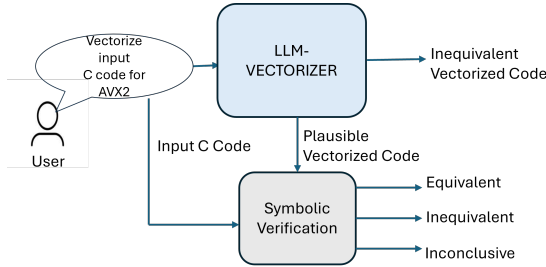 Vectorize
input
C code for
AVX2
User
LLM-
VECTORIZER
Inequivalent
Vectorized Code
Input C Code
Plausible
Vectorized Code
Symbolic
Verification
Equivalent
Inequivalent
Inconclusive